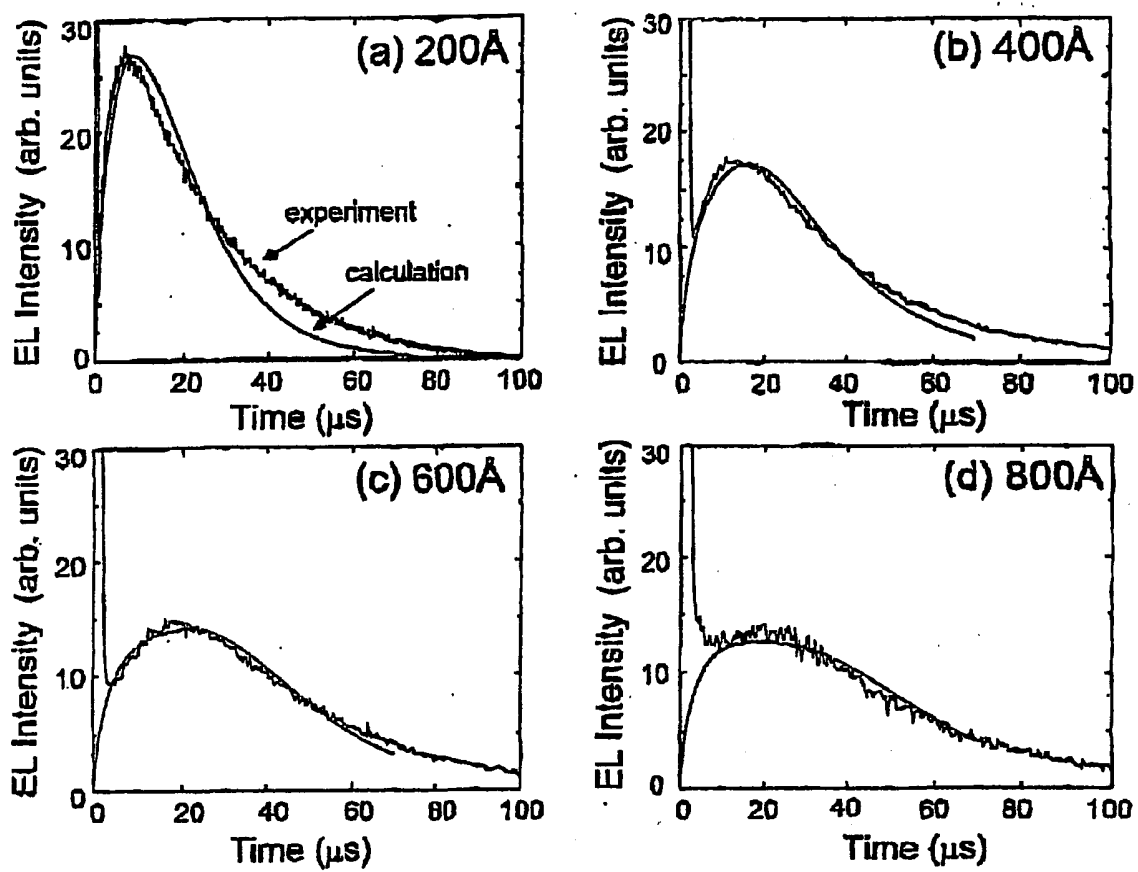 (a) 200Å
EL Intensity (arb. units)
30
20
10
0
experiment
calculation
0 20 40 60 80 100
Time (μs)
(b) 400Å
EL Intensity (arb. units)
30
20
10
0
0 20 40 60 80 100
Time (μs)
(c) 600Å
EL Intensity (arb. units)
30
20
10
0
0 20 40 60 80 100
Time (μs)
(d) 800Å
EL Intensity (arb. units)
30
20
10
0
0 20 40 60 80 100
Time (μs)